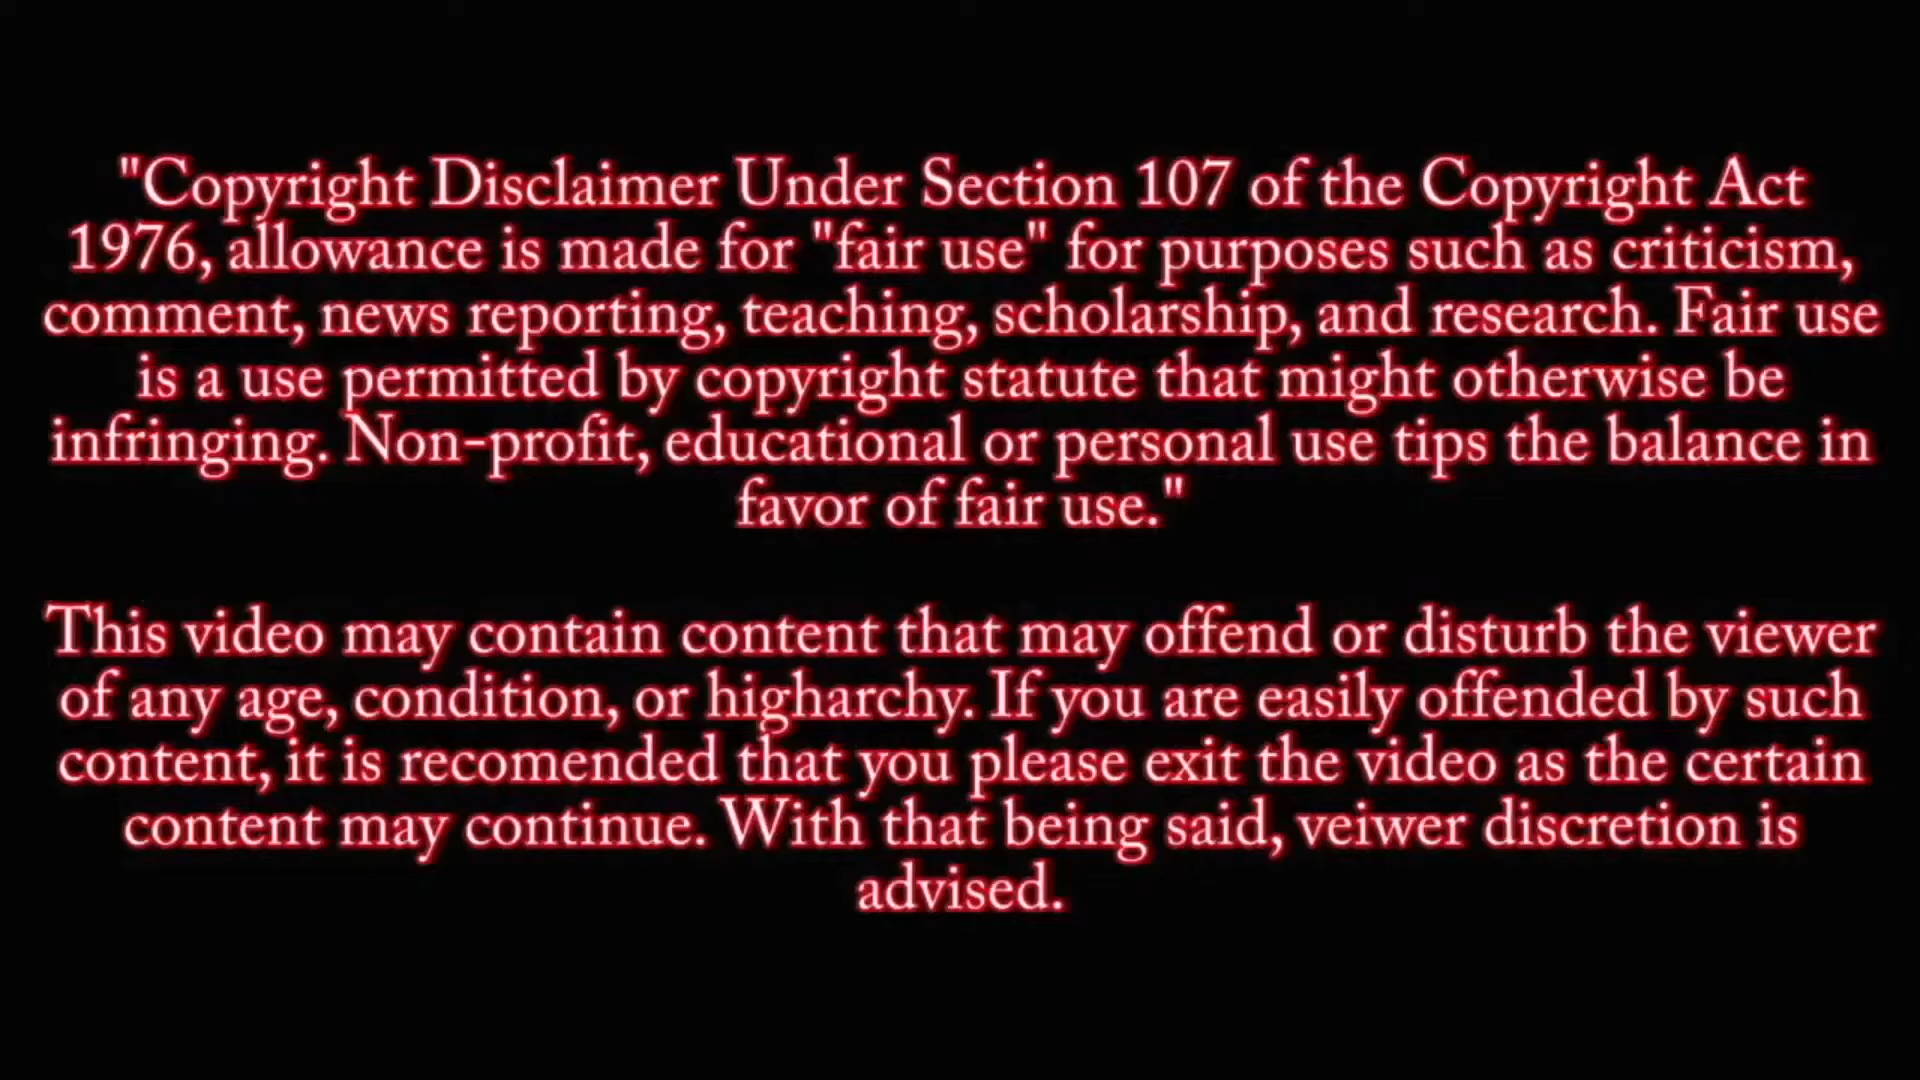 "Copyright Disclaimer Under Section 107 of the Copyright Act
1976, allowance is made for "fair use" for purposes such as criticism,
comment, news reporting, teaching, scholarship, and research. Fair use
is a use permitted by copyright statute that might otherwise be
infringing. Non-profit, educational or personal use tips the balance in
favor of fair use."
This video may contain content that may offend or disturb the viewer
of any age, condition, or higharchy. If you are easily offended by such
content, it is recomended that you please exit the video as the certain
content may continue. With that being said, veiwer discretion is
advised.